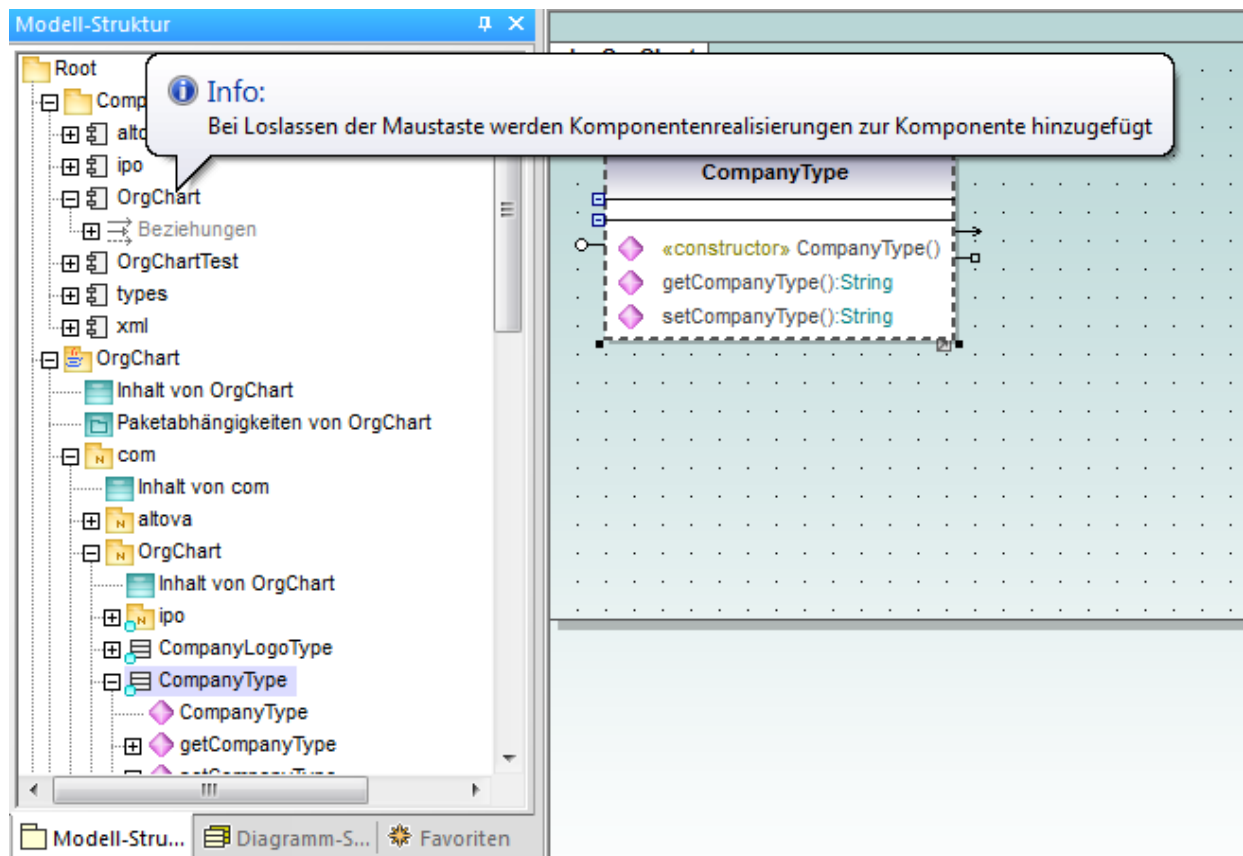 Modell-Struktur
Root
Info:
Bei Loslassen der Maustaste werden Komponentenrealisierungen zur Komponente hinzugefügt
Comp
alto
ipo
OrgChart
Beziehungen
OrgChartTest
types
xml
OrgChart
Inhalt von OrgChart
Paketabhängigkeiten von OrgChart
com
Inhalt von com
N altova
N OrgChart
Inhalt von OrgChart
N ipo
CompanyLogoType
CompanyType
CompanyType
getCompanyType
Modell-Stru...
Diagramm-S...
Favoriten
CompanyType
«constructor» CompanyType()
getCompanyType():String
setCompanyType():String